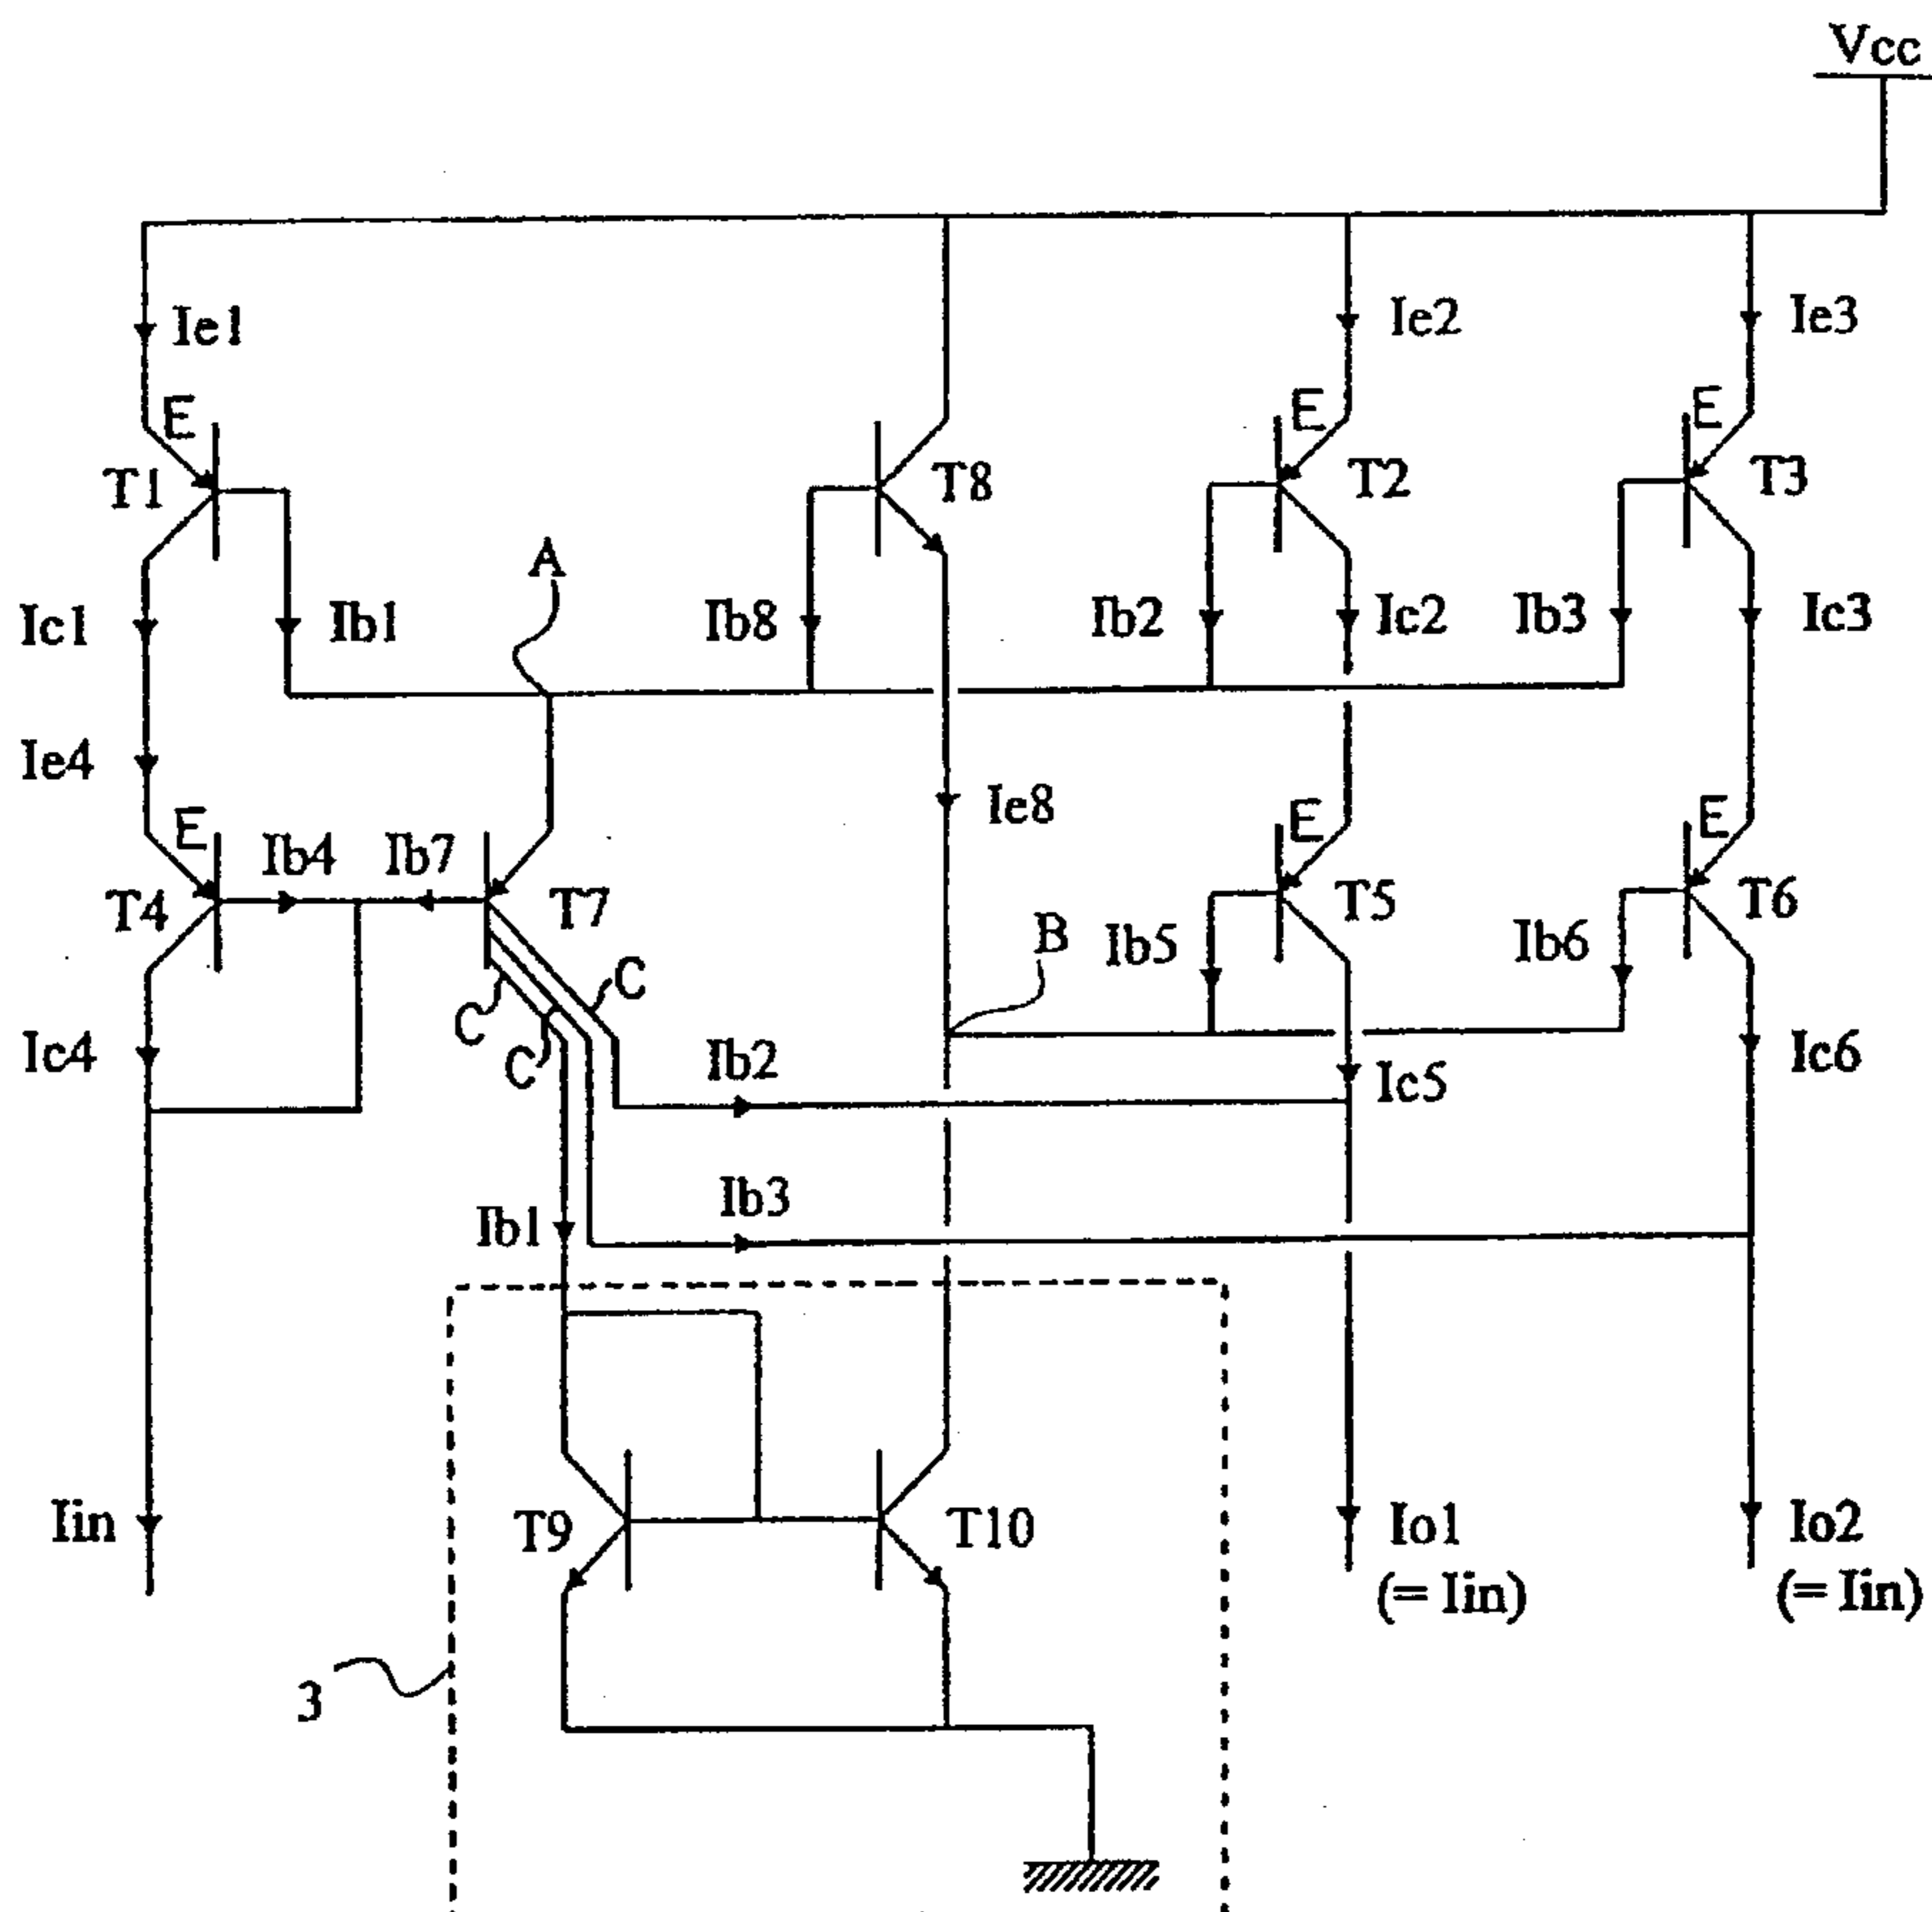 Vcc
Ie1
Ie2
Ie3
E
E
E
T1
T8
T2
T3
A
Ic1
Ib1
Ib8
Ib2
Ic2
Ib3
Ic3
Ie4
Ie8
E
E
E
Ib4
Ib7
T4
T7
T5
T6
B
Ib5
Ib6
C
C
C
Ic4
Ib2
Ic5
Ic6
Ib1
Ib3
Iin
T9
T10
Io1
(= Iin)
Io2
(= Iin)
3